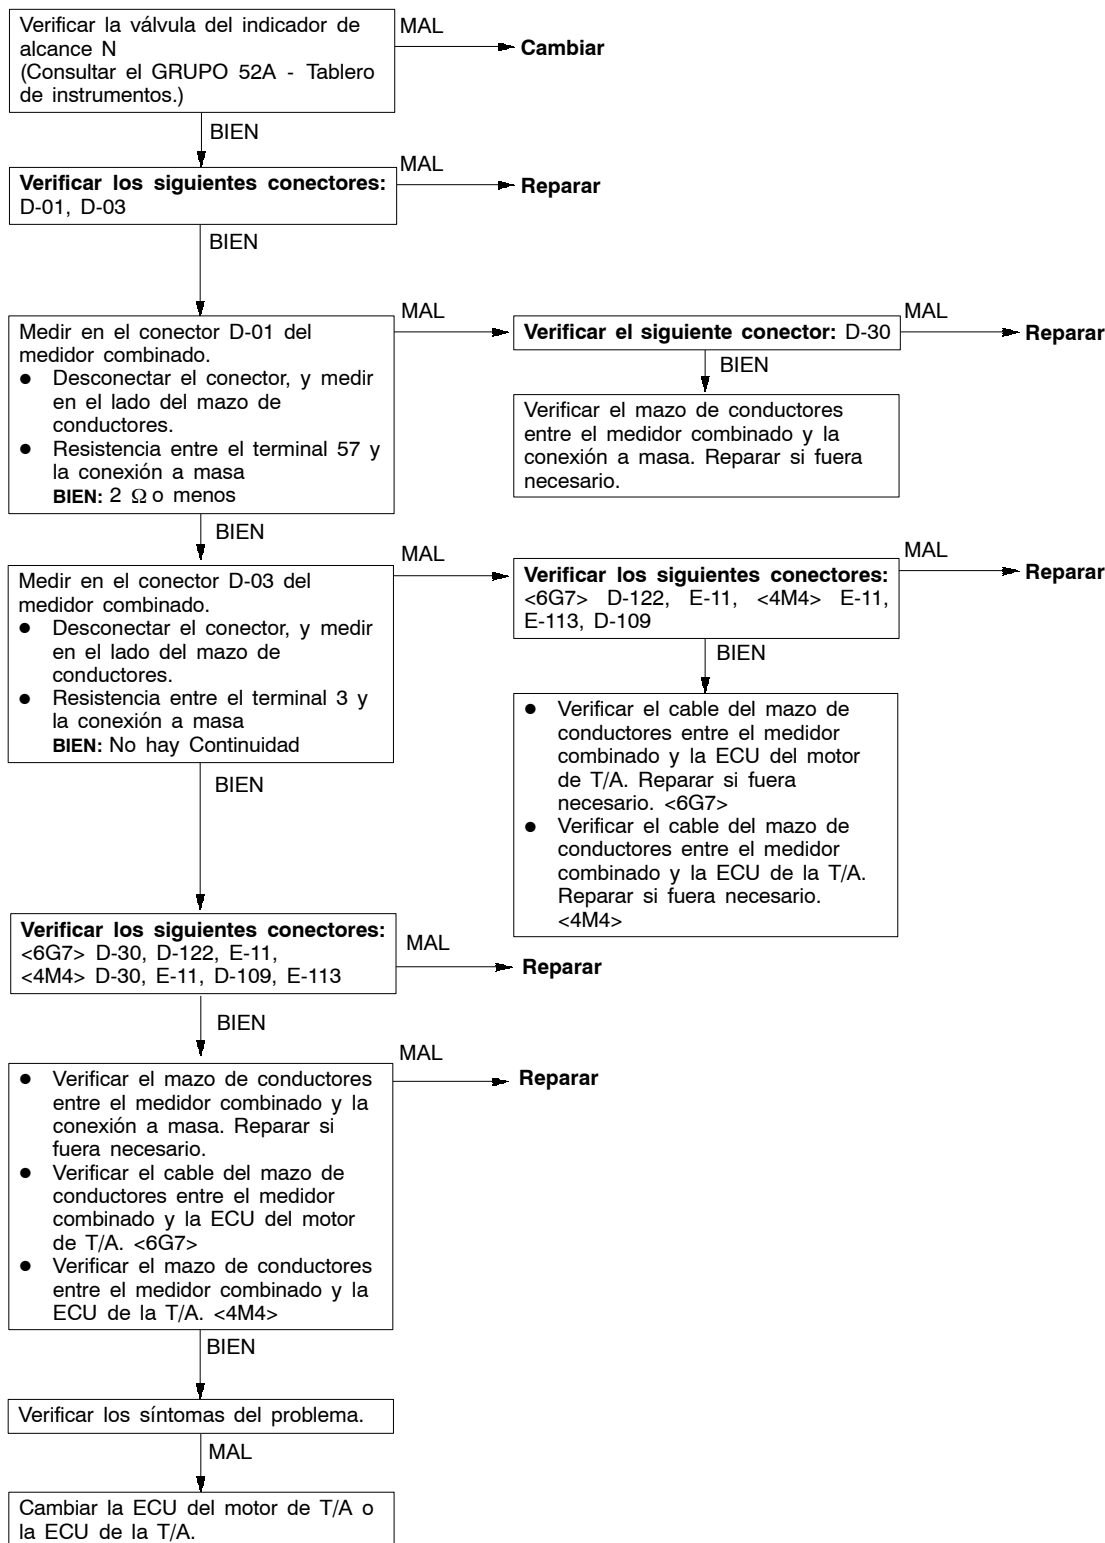 Verificar la válvula del indicador de
alcance N
(Consultar el GRUPO 52A - Tablero
de instrumentos.)
MAL
Cambiar
BIEN
Verificar los siguientes conectores:
D-01, D-03
MAL
Reparar
BIEN
Medir en el conector D-01 del
medidor combinado.
● Desconectar el conector, y medir
en el lado del mazo de
conductores.
● Resistencia entre el terminal 57 y
la conexión a masa
BIEN: 2 Ω o menos
MAL
Verificar el siguiente conector: D-30
MAL
Reparar
BIEN
Verificar el mazo de conductores
entre el medidor combinado y la
conexión a masa. Reparar si fuera
necesario.
BIEN
Medir en el conector D-03 del
medidor combinado.
● Desconectar el conector, y medir
en el lado del mazo de
conductores.
● Resistencia entre el terminal 3 y
la conexión a masa
BIEN: No hay Continuidad
MAL
Verificar los siguientes conectores:
<6G7> D-122, E-11, <4M4> E-11,
E-113, D-109
MAL
Reparar
BIEN
● Verificar el cable del mazo de
conductores entre el medidor
combinado y la ECU del motor
de T/A. Reparar si fuera
necesario. <6G7>
● Verificar el cable del mazo de
conductores entre el medidor
combinado y la ECU de la T/A.
Reparar si fuera necesario.
<4M4>
BIEN
Verificar los siguientes conectores:
<6G7> D-30, D-122, E-11,
<4M4> D-30, E-11, D-109, E-113
MAL
Reparar
BIEN
● Verificar el mazo de conductores
entre el medidor combinado y la
conexión a masa. Reparar si
fuera necesario.
● Verificar el cable del mazo de
conductores entre el medidor
combinado y la ECU del motor
de T/A. <6G7>
● Verificar el mazo de conductores
entre el medidor combinado y la
ECU de la T/A. <4M4>
MAL
Reparar
BIEN
Verificar los síntomas del problema.
MAL
Cambiar la ECU del motor de T/A o
la ECU de la T/A.